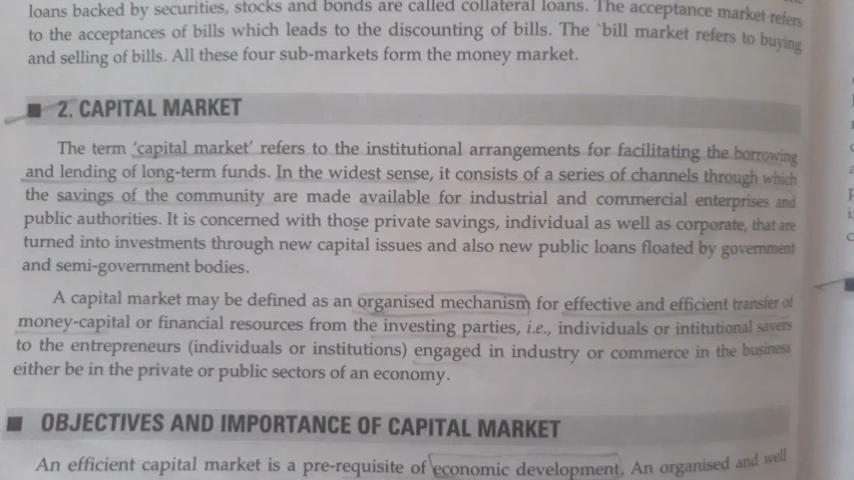 loans backed by securities, stocks and bonds are called collateral loans. The acceptance market refers
to the acceptances of bills which leads to the discounting of bills. The `bill market refers to buying
and selling of bills. All these four sub-markets form the money market.
2. CAPITAL MARKET
The term 'capital market' refers to the institutional arrangements for facilitating the borrowing
and lending of long-term funds. In the widest sense, it consists of a series of channels through which
the savings of the community are made available for industrial and commercial enterprises and
public authorities. It is concerned with those private savings, individual as well as corporate, that are
turned into investments through new capital issues and also new public loans floated by government
and semi-government bodies.
A capital market may be defined as an organised mechanism for effective and efficient transfer of
money-capital or financial resources from the investing parties, i.e., individuals or intitutional savers
to the entrepreneurs (individuals or institutions) engaged in industry or commerce in the business
either be in the private or public sectors of an economy.
OBJECTIVES AND IMPORTANCE OF CAPITAL MARKET
An efficient capital market is a pre-requisite of economic development. An organised and well